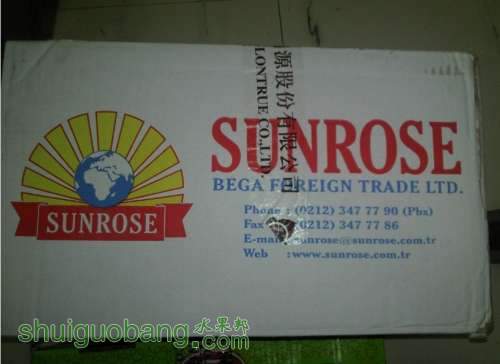 源股份有限公司
LONTRUE CO.,LTD.
SUNROSE
SUNROSE
BEGA FOREIGN TRADE LTD.
Phone : (0212) 347 77 90 (Pbx)
Fax (0212) 347 77 86
E-mail sunrose@sunrose.com.tr
Web : www.sunrose.com.tr
shuiguobang.com
水果邦